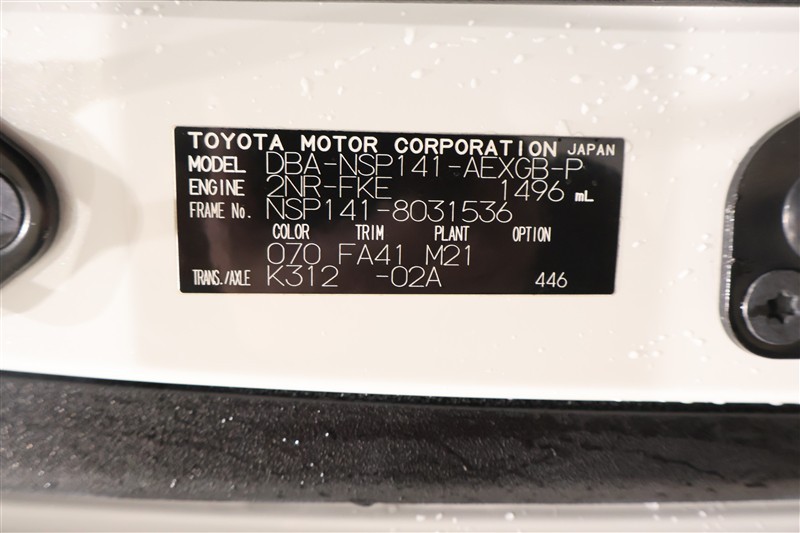 TOYOTA MOTOR CORPORATION JAPAN
MODEL DBA-NSP141-AEXGB-P
ENGINE 2NR-FKE 1496 mL
FRAME No. NSP141-8031536
COLOR TRIM PLANT OPTION
070 FA41 M21
TRANS./AXLE K312 -02A 446